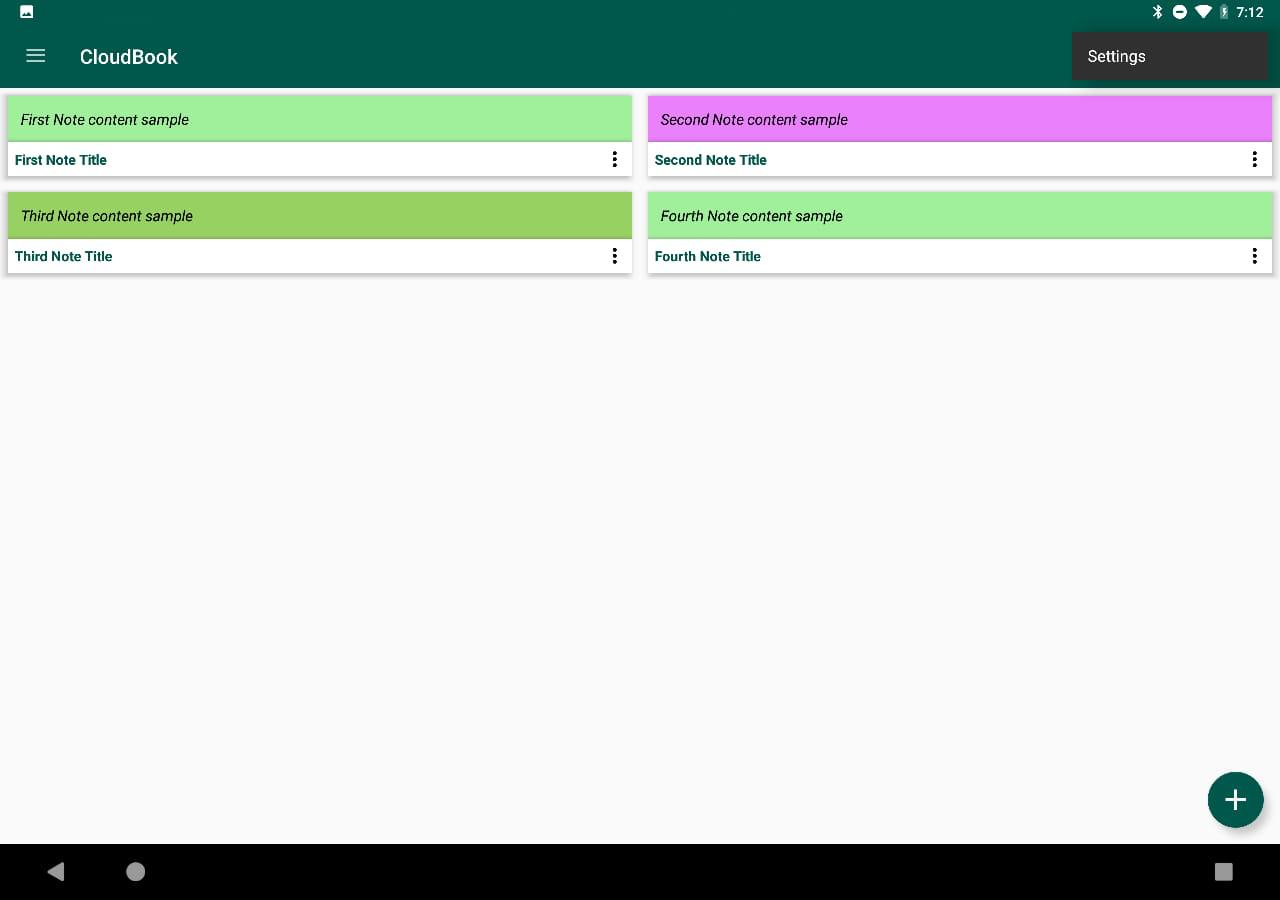 7:12
CloudBook
Settings
First Note content sample
Second Note content sample
First Note Title
Second Note Title
Third Note content sample
Fourth Note content sample
Third Note Title
Fourth Note Title